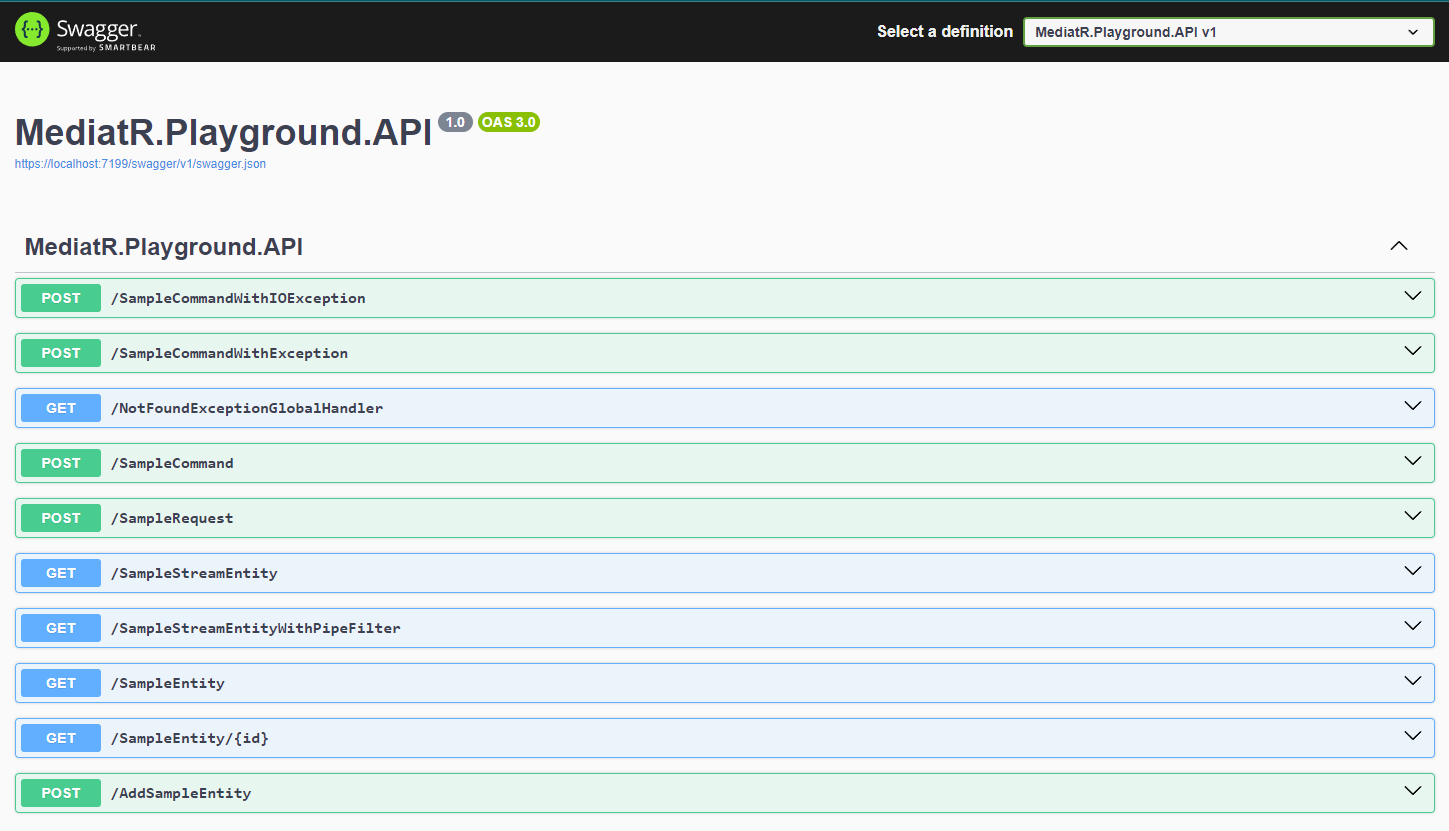 Swagger
Supported by SMARTBEAR
Select a definition
MediatR.Playground.API v1
MediatR.Playground.API 1.0 OAS 3.0
https://localhost:7199/swagger/v1/swagger.json
MediatR.Playground.API
POST /SampleCommandWithIOException
POST /SampleCommandWithException
GET /NotFoundExceptionGlobalHandler
POST /SampleCommand
POST /SampleRequest
GET /SampleStreamEntity
GET /SampleStreamEntityWithPipeFilter
GET /SampleEntity
GET /SampleEntity/{id}
POST /AddSampleEntity